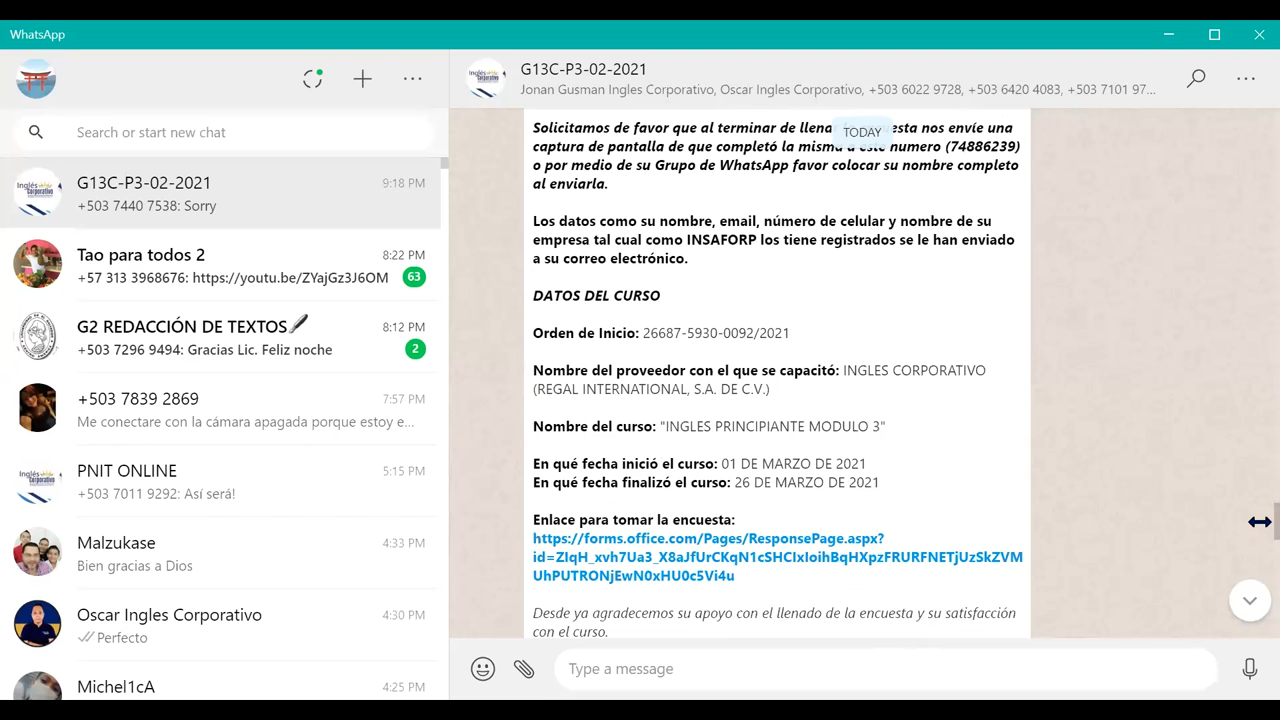 WhatsApp
Search or start new chat
G13C-P3-02-2021
9:18 PM
+503 7440 7538: Sorry
Tao para todos 2
8:22 PM
+57 313 3968676: https://youtu.be/ZYajGz3J6OM
63
G2 REDACCIÓN DE TEXTOS
8:12 PM
+503 7296 9494: Gracias Lic. Feliz noche
2
+503 7839 2869
7:57 PM
Me conectare con la cámara apagada porque estoy e...
PNIT ONLINE
5:15 PM
+503 7011 9292: Así será!
Malzukase
4:33 PM
Bien gracias a Dios
Oscar Ingles Corporativo
4:30 PM
Perfecto
Michel1cA
4:25 PM
G13C-P3-02-2021
Jonan Gusman Ingles Corporativo, Oscar Ingles Corporativo, +503 6022 9728, +503 6420 4083, +503 7101 97...
TODAY
Solicitamos de favor que al terminar de llenar la encuesta nos envíe una
captura de pantalla de que completó la misma a este numero (74886239)
o por medio de su Grupo de WhatsApp favor colocar su nombre completo
al enviarla.
Los datos como su nombre, email, número de celular y nombre de su
empresa tal cual como INSAFORP los tiene registrados se le han enviado
a su correo electrónico.
DATOS DEL CURSO
Orden de Inicio: 26687-5930-0092/2021
Nombre del proveedor con el que se capacitó: INGLES CORPORATIVO
(REGAL INTERNATIONAL, S.A. DE C.V.)
Nombre del curso: "INGLES PRINCIPIANTE MODULO 3"
En qué fecha inició el curso: 01 DE MARZO DE 2021
En qué fecha finalizó el curso: 26 DE MARZO DE 2021
Enlace para tomar la encuesta:
https://forms.office.com/Pages/ResponsePage.aspx?
id=ZIqH_xvh7Ua3_X8aJfUrCKqN1cSHCIxIoihBqHXpzFRURFNETjUzSkZVM
UhPUTRONjEwN0xHU0c5Vi4u
Desde ya agradecemos su apoyo con el llenado de la encuesta y su satisfacción
con el curso.
Type a message